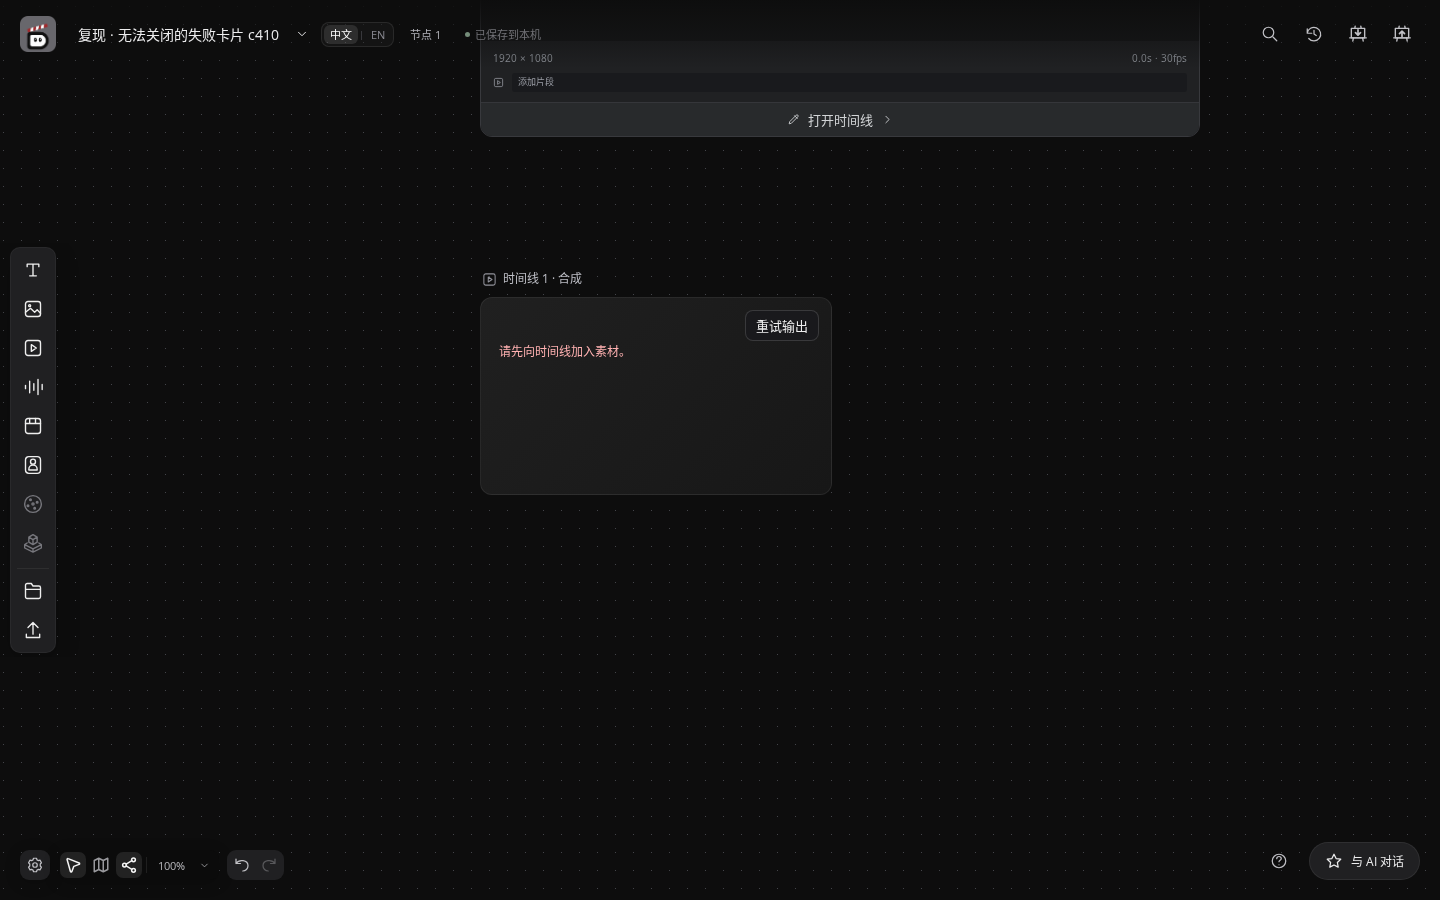 复现 · 无法关闭的失败卡片 c410
中文 | EN
节点 1
已保存到本机
1920 × 1080
0.0s · 30fps
添加片段
打开时间线
时间线 1 · 合成
重试输出
请先向时间线加入素材。
100%
与 AI 对话